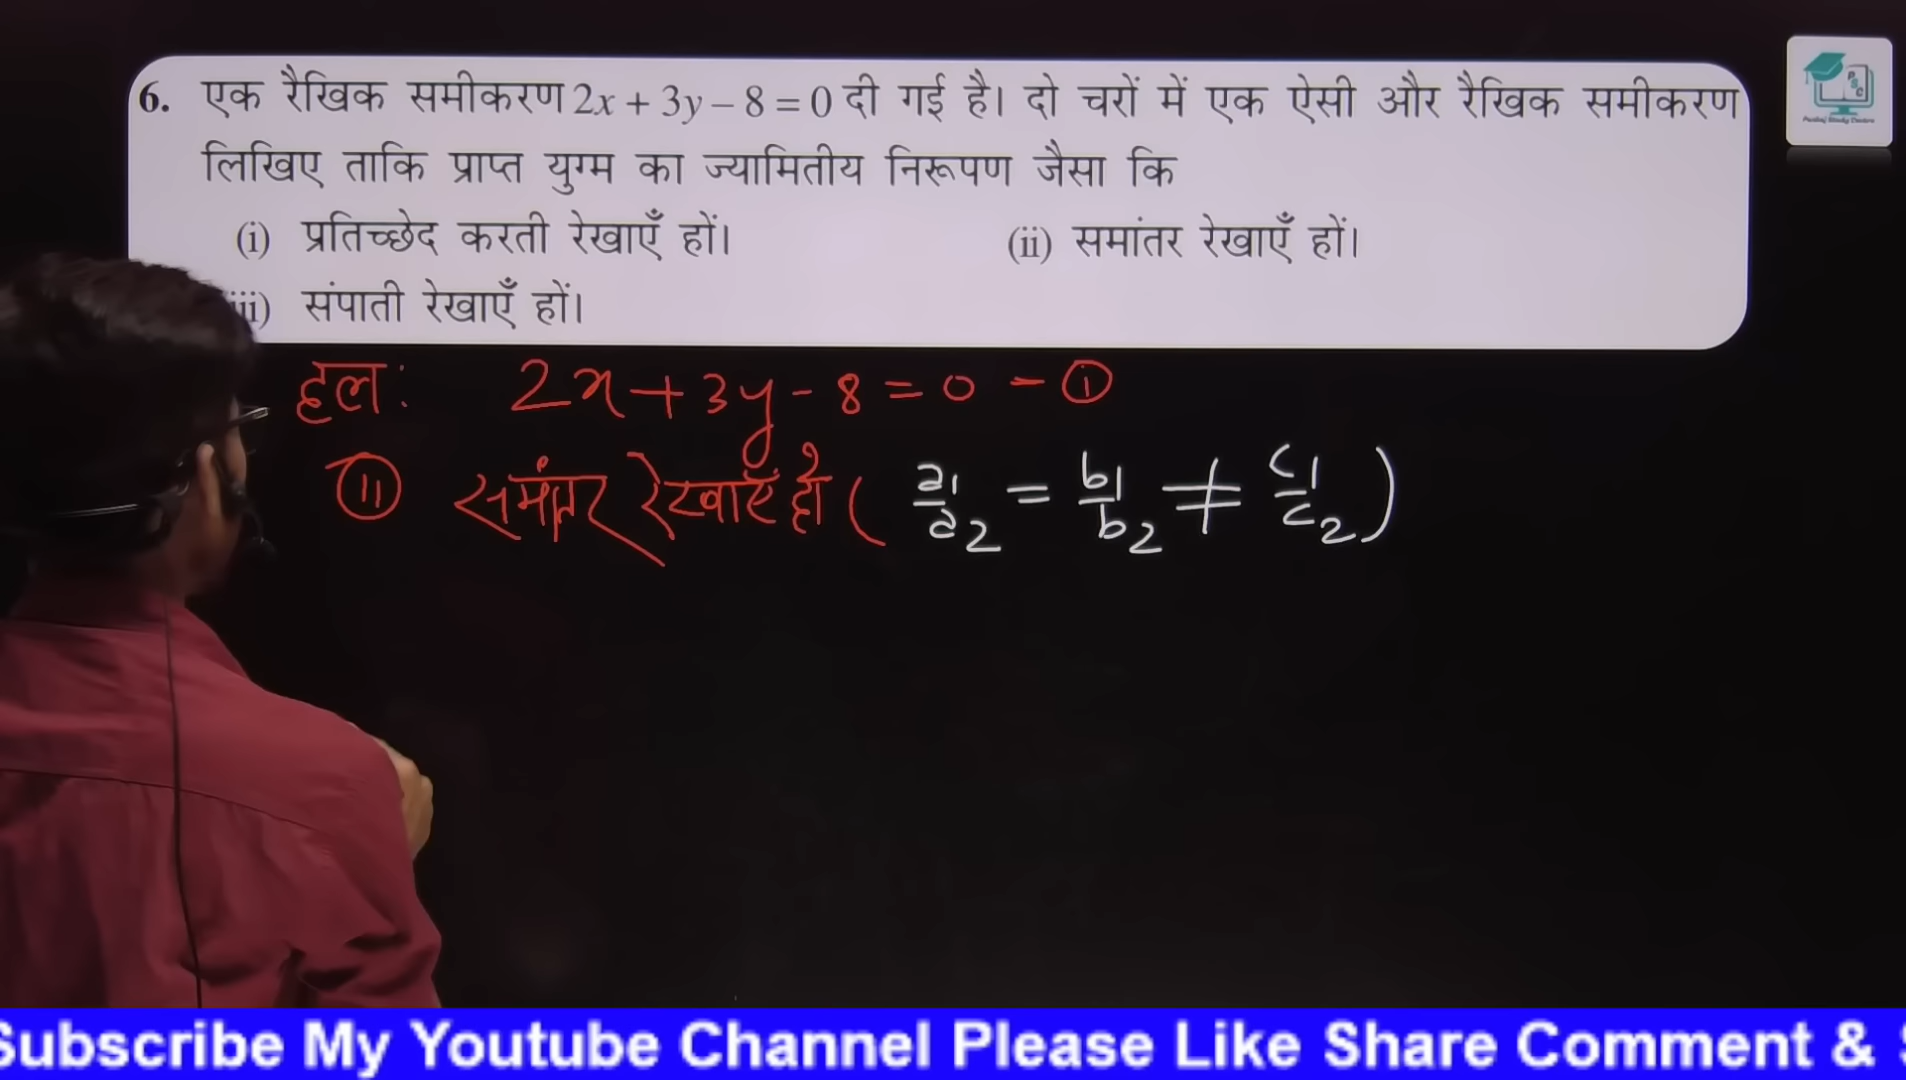 6. एक रैखिक समीकरण 2x + 3y – 8 = 0 दी गई है। दो चरों में एक ऐसी और रैखिक समीकरण
लिखिए ताकि प्राप्त युग्म का ज्यामितीय निरूपण जैसा कि
(i) प्रतिच्छेद करती रेखाएँ हों। (ii) समांतर रेखाएँ हों।
iii) संपाती रेखाएँ हों।
हल: 2x + 3y - 8 = 0 - ①
⑪ समांतर रेखाएँ हो ( a1/a2 = b1/b2 ≠ c1/c2 )
Subscribe My Youtube Channel Please Like Share Comment & S